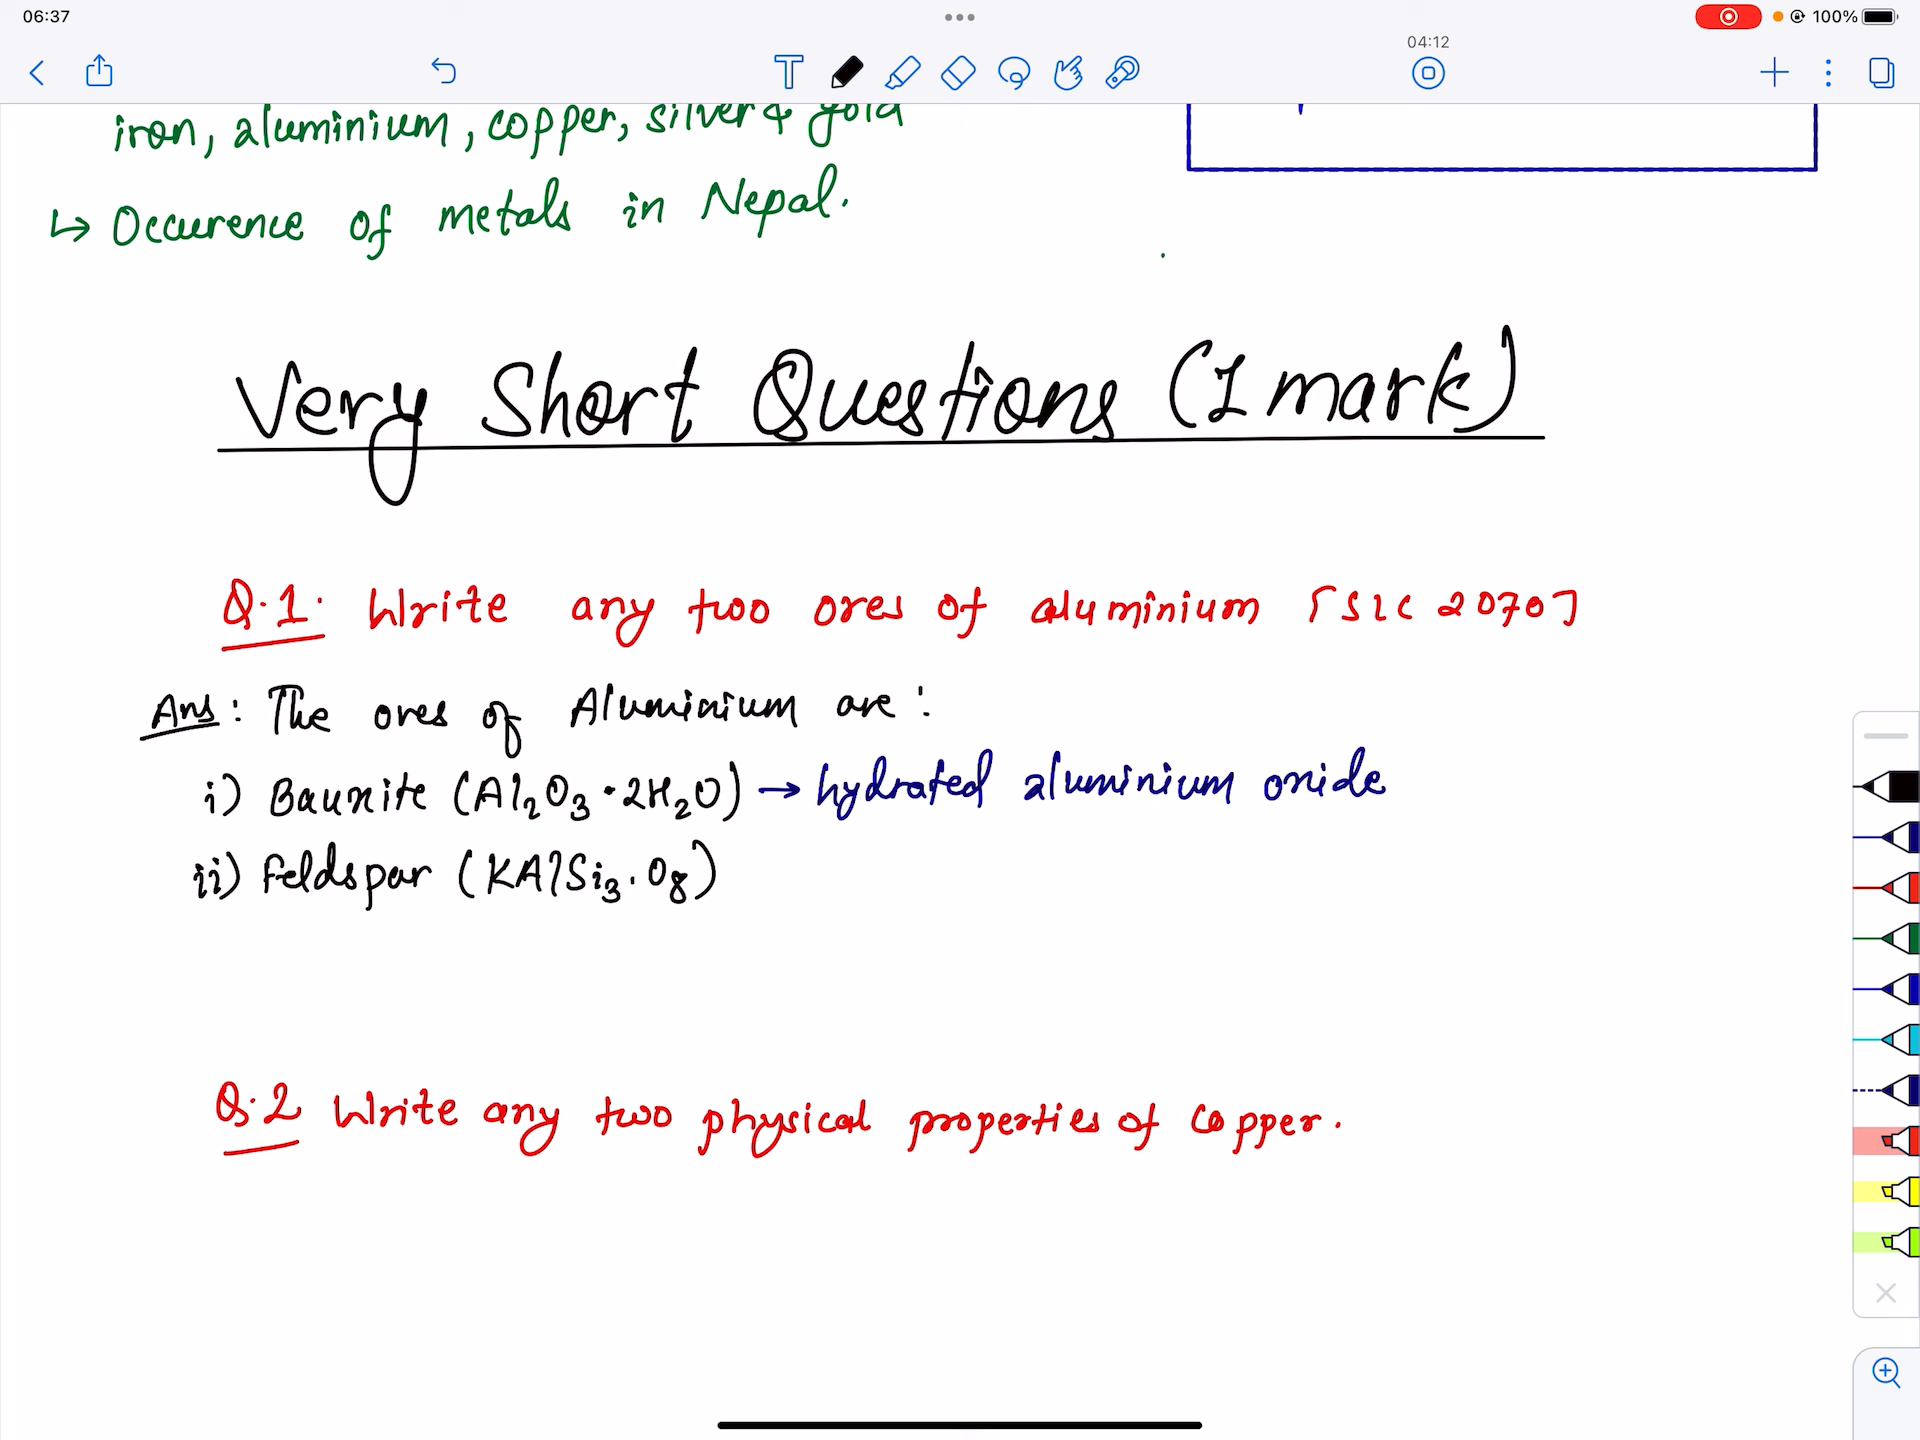 06:37
100%
04:12
T
iron, aluminium, copper, silver & gold
↳ Occurence of metals in Nepal.
Very Short Questions (1 mark)
Q.1. Write any two ores of aluminium [SLC 2070]
Ans: The ores of Aluminium are:
i) Bauxite (Al₂O₃·2H₂O) → hydrated aluminium oxide
ii) Feldspar (KAlSi₃.O₈)
Q.2 Write any two physical properties of copper.